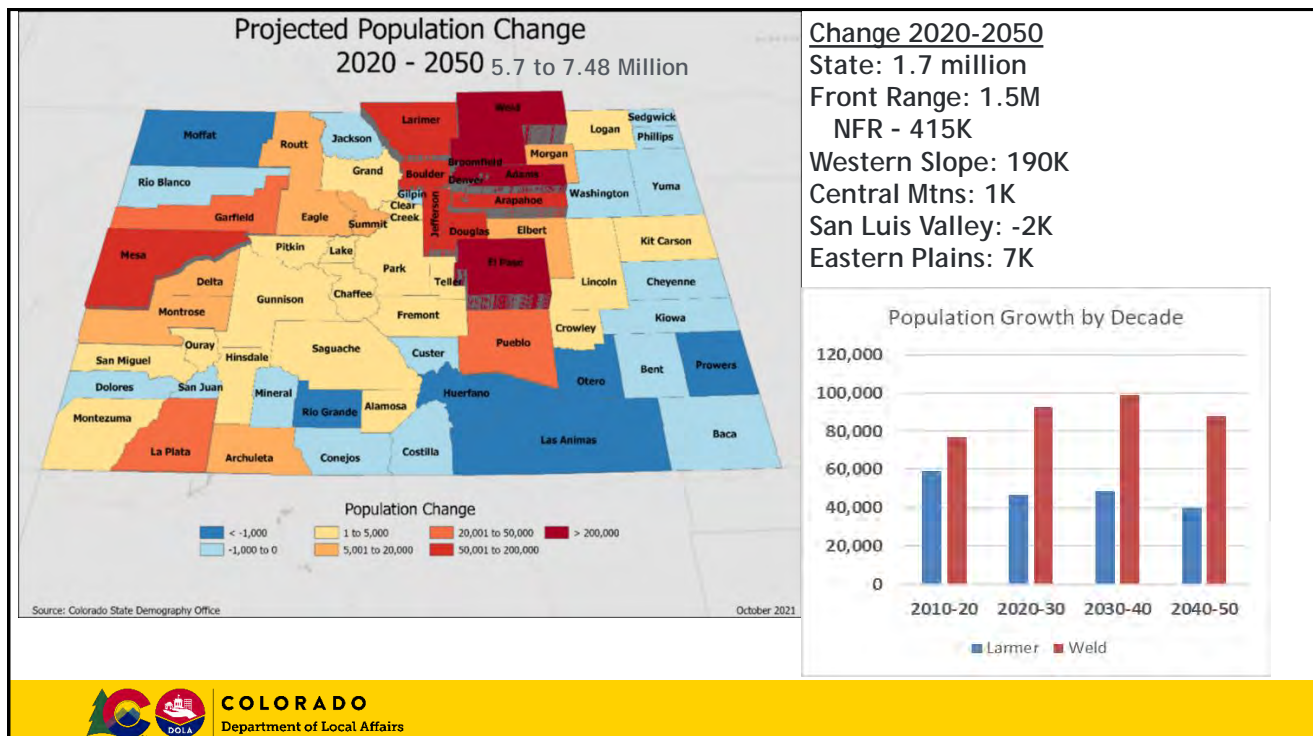 Projected Population Change
2020 - 2050 5.7 to 7.48 Million
Moffat
Routt
Jackson
Larimer
Weld
Logan
Sedgwick
Phillips
Rio Blanco
Grand
Boulder
Broomfield
Morgan
Adams
Denver
Washington
Yuma
Gilpin
Clear
Creek
Garfield
Eagle
Summit
Jefferson
Arapahoe
Douglas
Elbert
Kit Carson
Mesa
Pitkin
Lake
Park
Teller
El Paso
Lincoln
Cheyenne
Delta
Gunnison
Chaffee
Fremont
Montrose
Crowley
Kiowa
Ouray
Hinsdale
Saguache
Custer
Pueblo
San Miguel
Dolores
San Juan
Mineral
Huerfano
Otero
Bent
Prowers
Rio Grande
Alamosa
Montezuma
La Plata
Archuleta
Conejos
Costilla
Las Animas
Baca
Population Change
< -1,000
1 to 5,000
20,001 to 50,000
> 200,000
-1,000 to 0
5,001 to 20,000
50,001 to 200,000
Source: Colorado State Demography Office
October 2021
Change 2020-2050
State: 1.7 million
Front Range: 1.5M
NFR - 415K
Western Slope: 190K
Central Mtns: 1K
San Luis Valley: -2K
Eastern Plains: 7K
Population Growth by Decade
120,000
100,000
80,000
60,000
40,000
20,000
0
2010-20 2020-30 2030-40 2040-50
Larmer Weld
DOLA
COLORADO
Department of Local Affairs